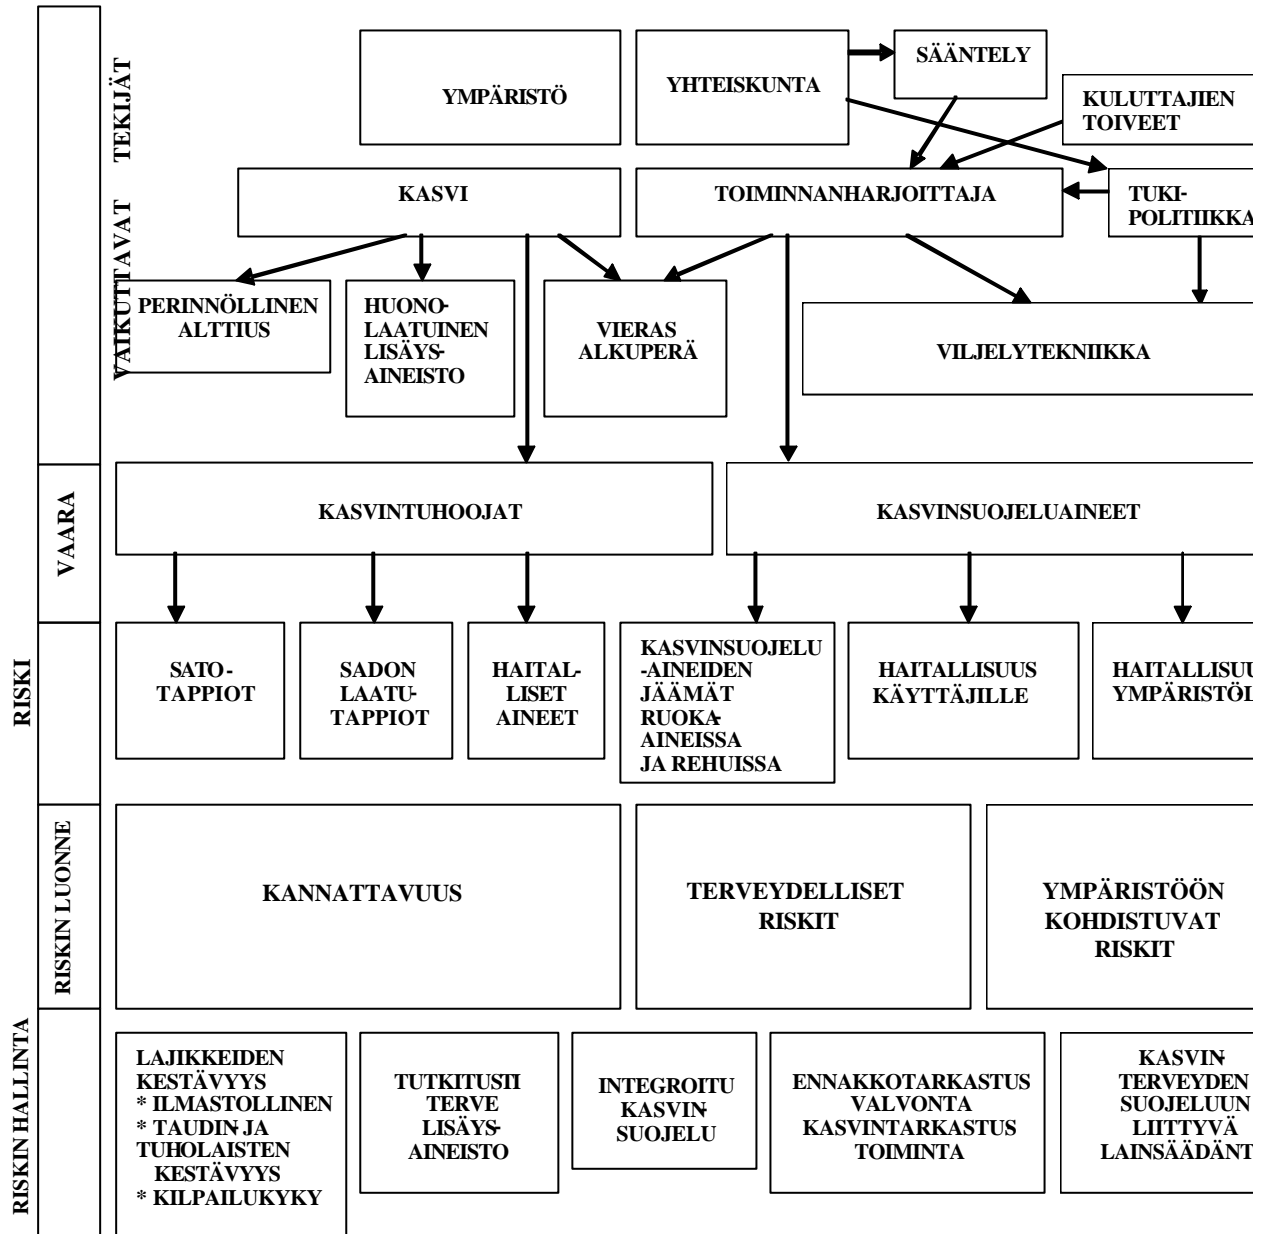 VAIKUTTAVAT TEKIJÄT
YMPÄRISTÖ
YHTEISKUNTA
SÄÄNTELY
KULUTTAJIEN
TOIVEET
KASVI
TOIMINNANHARJOITTAJA
TUKI-
POLITIIKKA
PERINNÖLLINEN
ALTTIUS
HUONO-
LAATUINEN
LISÄYS-
AINEISTO
VIERAS
ALKUPERÄ
VILJELYTEKNIIKKA
VAARA
KASVINTUHOOJAT
KASVINSUOJELUAINEET
RISKI
SATO-
TAPPIOT
SADON
LAATU-
TAPPIOT
HAITAL-
LISET
AINEET
KASVINSUOJELU
-AINEIDEN
JÄÄMÄT
RUOKA-
AINEISSA
JA REHUISSA
HAITALLISUUS
KÄYTTÄJILLE
HAITALLISUU
YMPÄRISTÖL
RISKIN LUONNE
KANNATTAVUUS
TERVEYDELLISET
RISKIT
YMPÄRISTÖÖN
KOHDISTUVAT
RISKIT
RISKIN HALLINTA
LAJIKKEIDEN
KESTÄVYYS
* ILMASTOLLINEN
* TAUDIN- JA
TUHOLAISTEN
KESTÄVYYS
* KILPAILUKYKY
TUTKITUSTI
TERVE
LISÄYS-
AINEISTO
INTEGROITU
KASVIN-
SUOJELU
ENNAKKOTARKASTUS
VALVONTA
KASVINTARKASTUS
TOIMINTA
KASVIN-
TERVEYDEN
SUOJELUUN
LIITTYVÄ
LAINSÄÄDÄNT